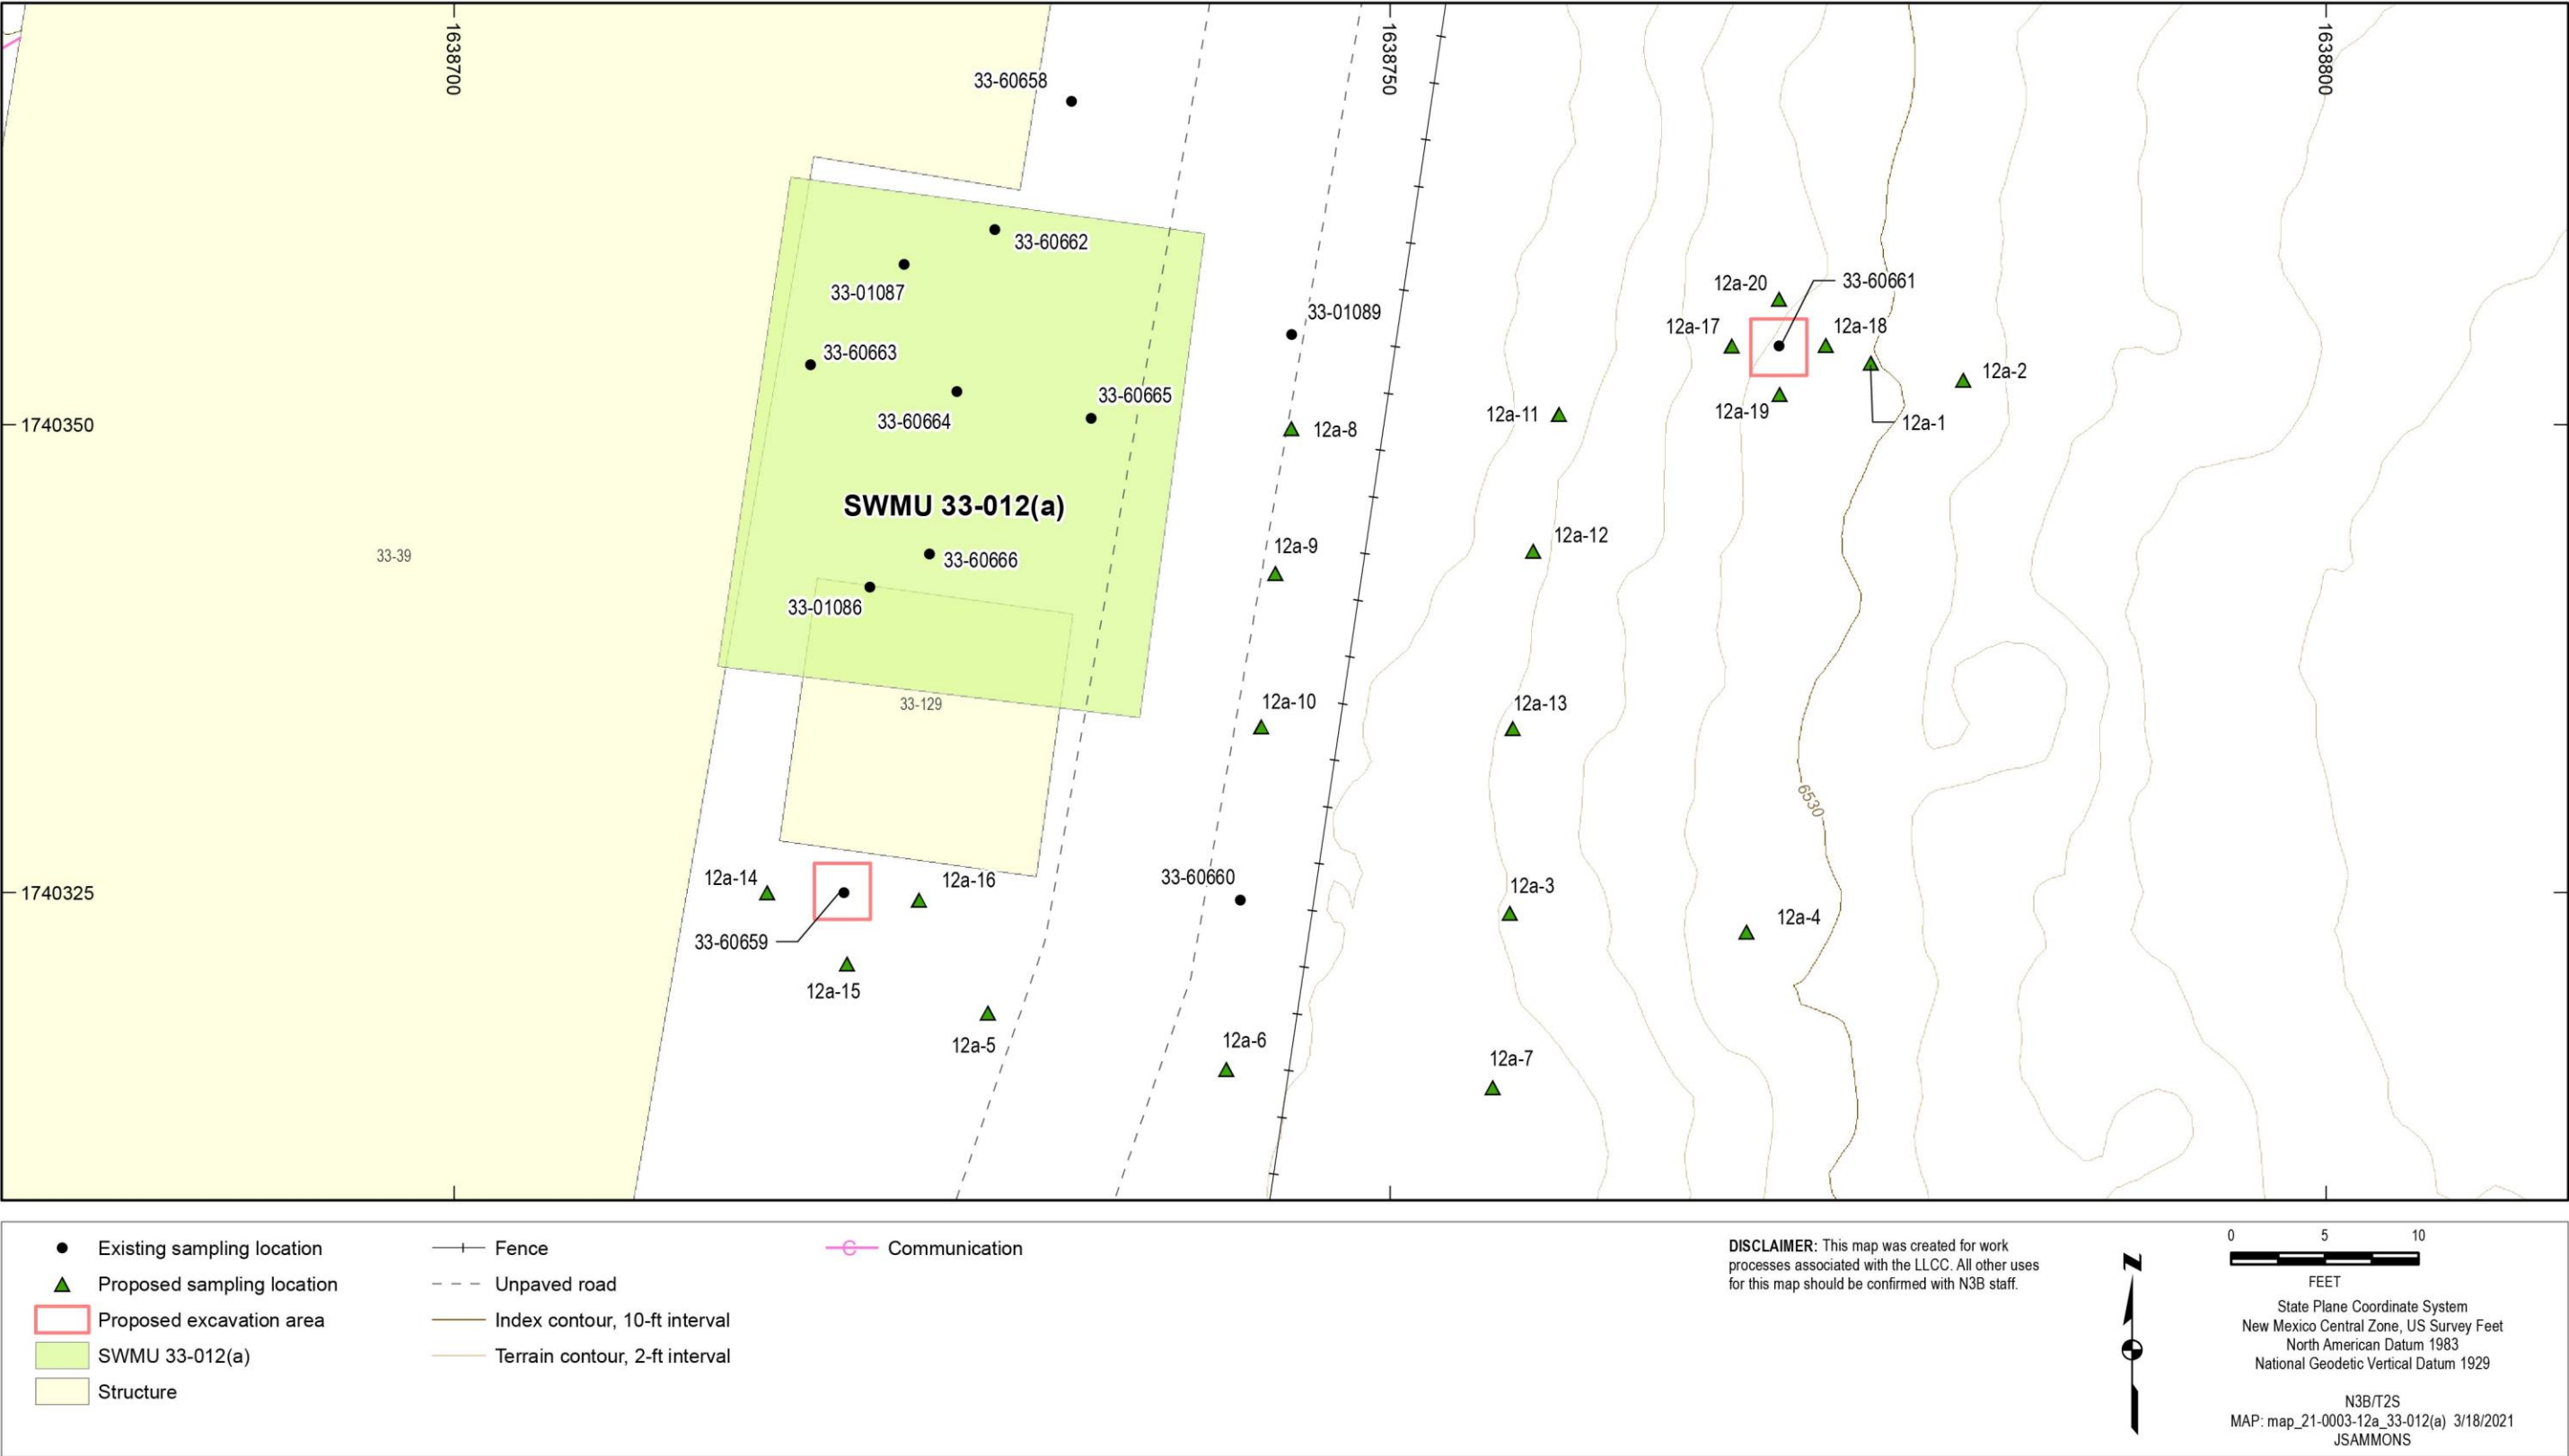 1638700
1638750
1638800
33-60658
33-60662
33-01087
33-60661
12a-20
33-01089
12a-17
12a-18
33-60663
12a-2
33-60665
12a-19
12a-11
33-60664
12a-1
1740350
12a-8
SWMU 33-012(a)
12a-12
12a-9
33-39
33-60666
33-01086
12a-10
12a-13
33-129
6530
12a-14
12a-16
33-60660
12a-3
1740325
12a-4
33-60659
12a-15
12a-5
12a-6
12a-7
Existing sampling location
Proposed sampling location
Proposed excavation area
SWMU 33-012(a)
Structure
Fence
Unpaved road
Index contour, 10-ft interval
Terrain contour, 2-ft interval
C
Communication
DISCLAIMER: This map was created for work
processes associated with the LLCC. All other uses
for this map should be confirmed with N3B staff.
N
0 5 10
FEET
State Plane Coordinate System
New Mexico Central Zone, US Survey Feet
North American Datum 1983
National Geodetic Vertical Datum 1929
N3B/T2S
MAP: map_21-0003-12a_33-012(a) 3/18/2021
JSAMMONS